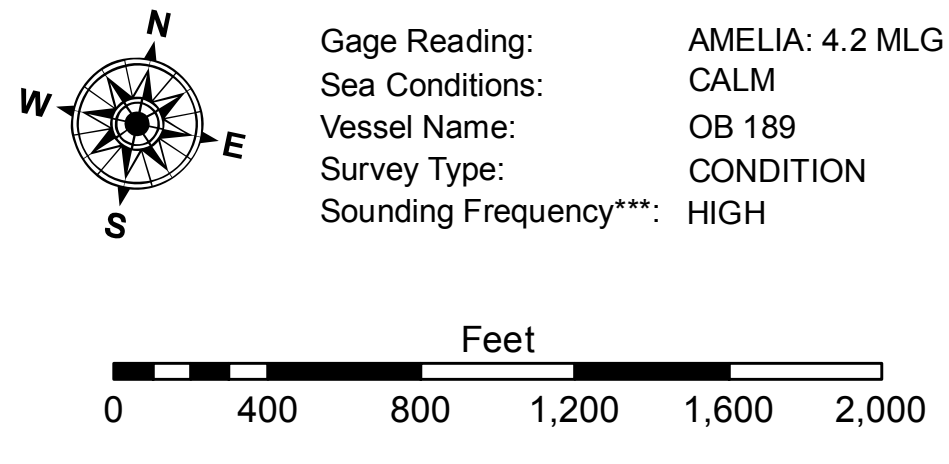 N
W
E
S
Gage Reading: AMELIA: 4.2 MLG
Sea Conditions: CALM
Vessel Name: OB 189
Survey Type: CONDITION
Sounding Frequency***: HIGH
Feet
0 400 800 1,200 1,600 2,000